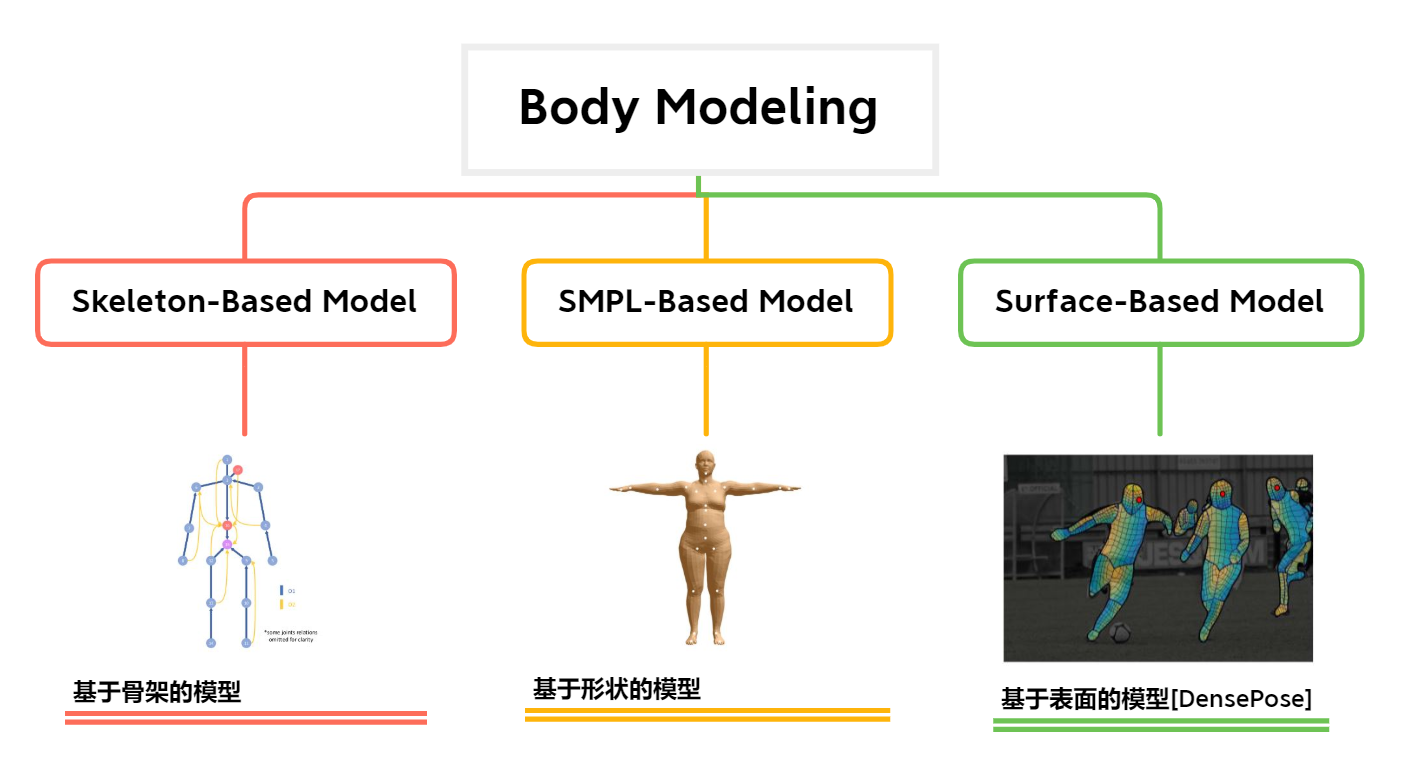 Body Modeling
Skeleton-Based Model
SMPL-Based Model
Surface-Based Model
*some joints relations
omitted for clarity
基于骨架的模型
基于形状的模型
基于表面的模型[DensePose]